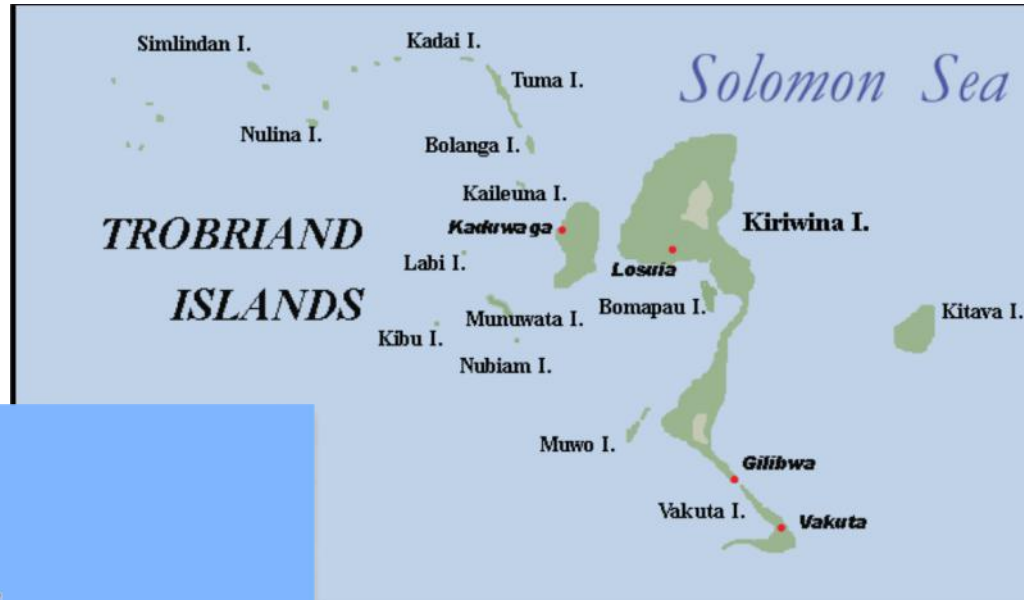 Simlindan I.
Kadai I.
Tuma I.
Solomon Sea
Nulina I.
Bolanga I.
Kaileuna I.
TROBRIAND
ISLANDS
Kaduwaga
Kiriwina I.
Labi I.
Losuia
Munuwata I.
Bomapau I.
Kitava I.
Kibu I.
Nubiam I.
Muwo I.
Gilibwa
Vakuta I.
Vakuta